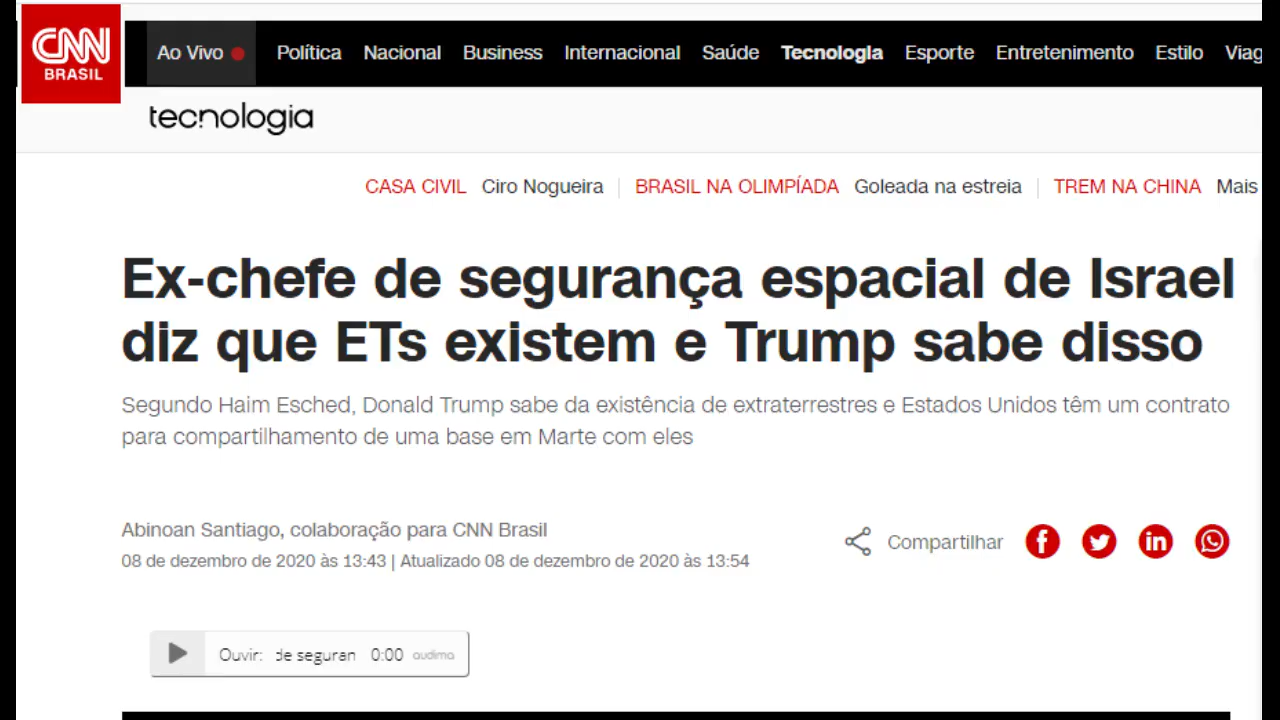 CNN
BRASIL
Ao Vivo Política Nacional Business Internacional Saúde Tecnologia Esporte Entretenimento Estilo Viag
tecnologia
CASA CIVIL Ciro Nogueira BRASIL NA OLIMPÍADA Goleada na estreia TREM NA CHINA Mais
Ex-chefe de segurança espacial de Israel
diz que ETs existem e Trump sabe disso
Segundo Haim Esched, Donald Trump sabe da existência de extraterrestres e Estados Unidos têm um contrato
para compartilhamento de uma base em Marte com eles
Abinoan Santiago, colaboração para CNN Brasil
Compartilhar
08 de dezembro de 2020 às 13:43 | Atualizado 08 de dezembro de 2020 às 13:54
Ouvir: de seguran 0:00 audima